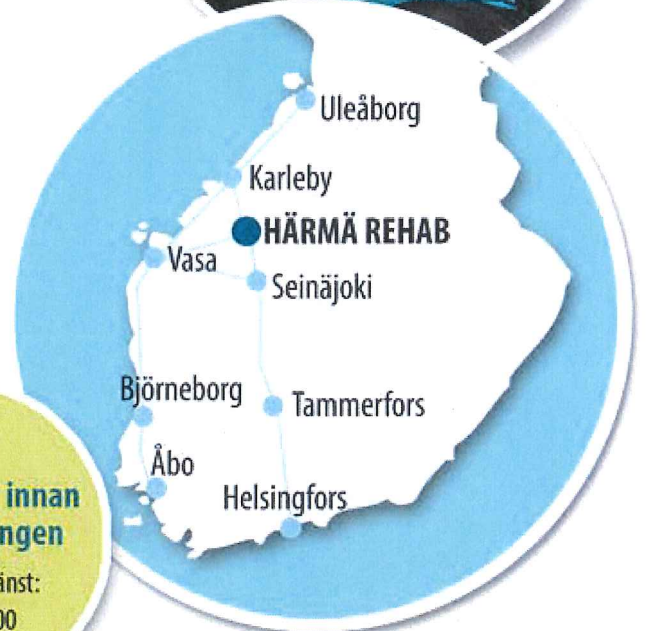 Uleåborg
Karleby
HÄRMÄ REHAB
Vasa
Seinäjoki
Björneborg
Tammerfors
Åbo
Helsingfors
innan
ngen
änst:
00